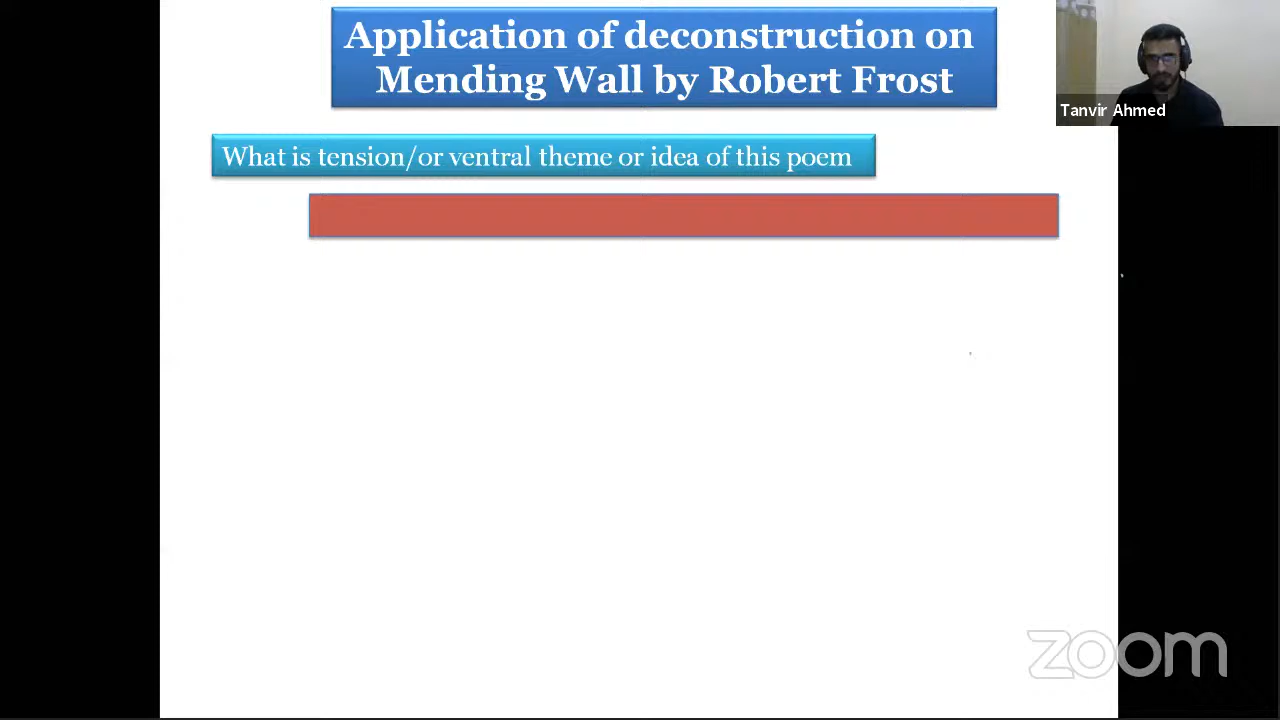 Application of deconstruction on
Mending Wall by Robert Frost
Tanvir Ahmed
What is tension/or ventral theme or idea of this poem
zoom